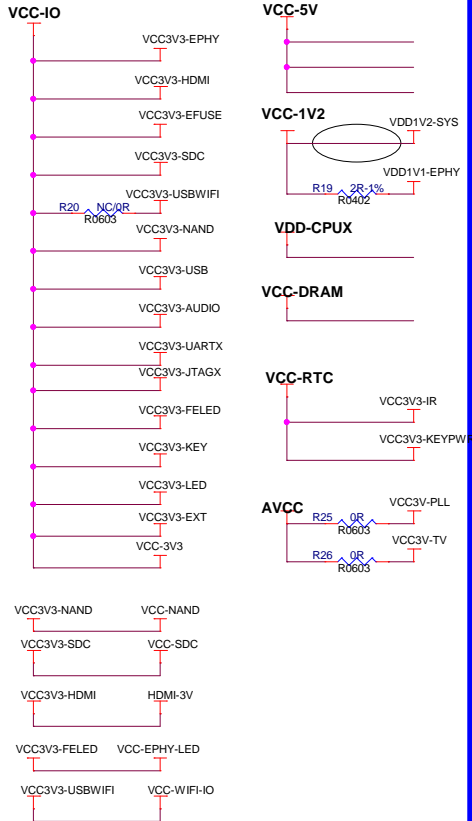 VCC-IO
VCC3V3-EPHY
VCC3V3-HDMI
VCC3V3-EFUSE
VCC3V3-SDC
VCC3V3-USBWIFI
R20 NC/0R
R0603
VCC3V3-NAND
VCC3V3-USB
VCC3V3-AUDIO
VCC3V3-UARTX
VCC3V3-JTAGX
VCC3V3-FELED
VCC3V3-KEY
VCC3V3-LED
VCC3V3-EXT
VCC-3V3
VCC3V3-NAND VCC-NAND
VCC3V3-SDC VCC-SDC
VCC3V3-HDMI HDMI-3V
VCC3V3-FELED VCC-EPHY-LED
VCC3V3-USBWIFI VCC-WIFI-IO
VCC-5V
VCC-1V2
VDD1V2-SYS
VDD1V1-EPHY
R19 2R-1%
R0402
VDD-CPUX
VCC-DRAM
VCC-RTC
VCC3V3-IR
VCC3V3-KEYPW
AVCC
VCC3V-PLL
R25 0R
R0603
VCC3V-TV
R26 0R
R0603